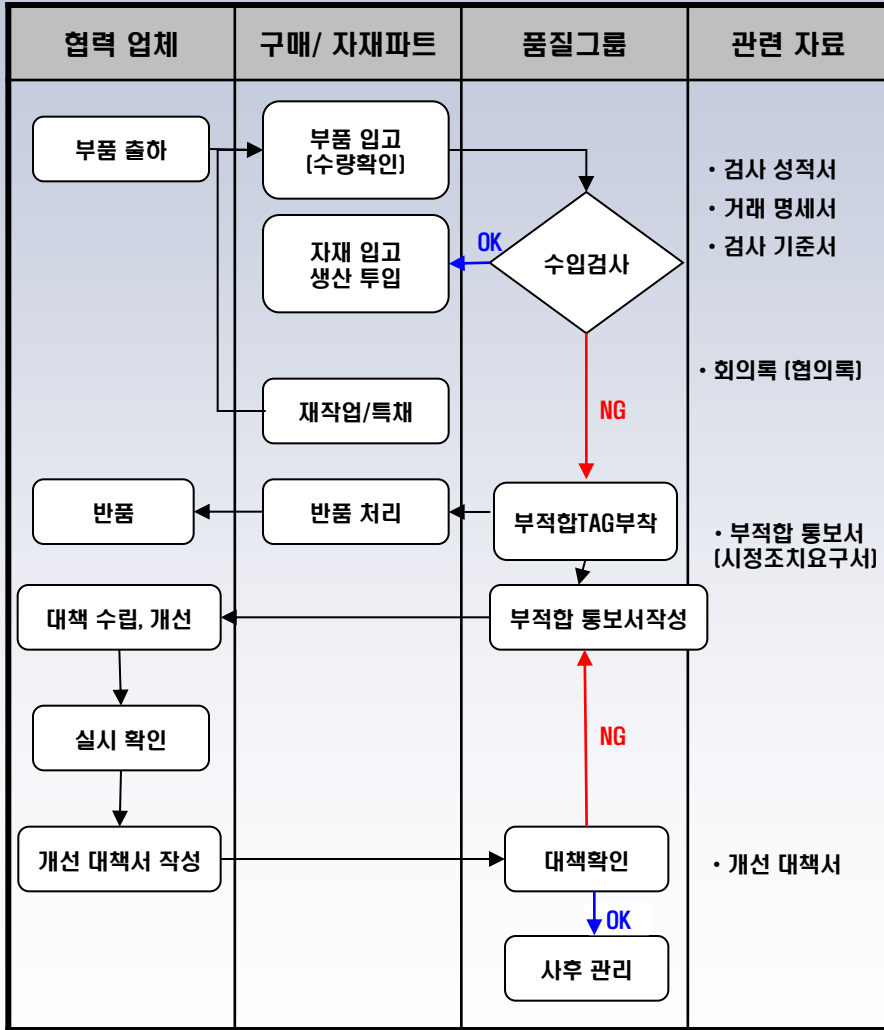 협력 업체
구매/ 자재파트
품질그룹
관련 자료
부품 출하
부품 입고
(수량확인)
• 검사 성적서
• 거래 명세서
• 검사 기준서
자재 입고
생산 투입
OK
수입검사
• 회의록 (협의록)
재작업/특채
NG
반품
반품 처리
부적합TAG부착
• 부적합 통보서
(시정조치요구서)
대책 수립, 개선
부적합 통보서작성
실시 확인
NG
개선 대책서 작성
대책확인
• 개선 대책서
OK
사후 관리